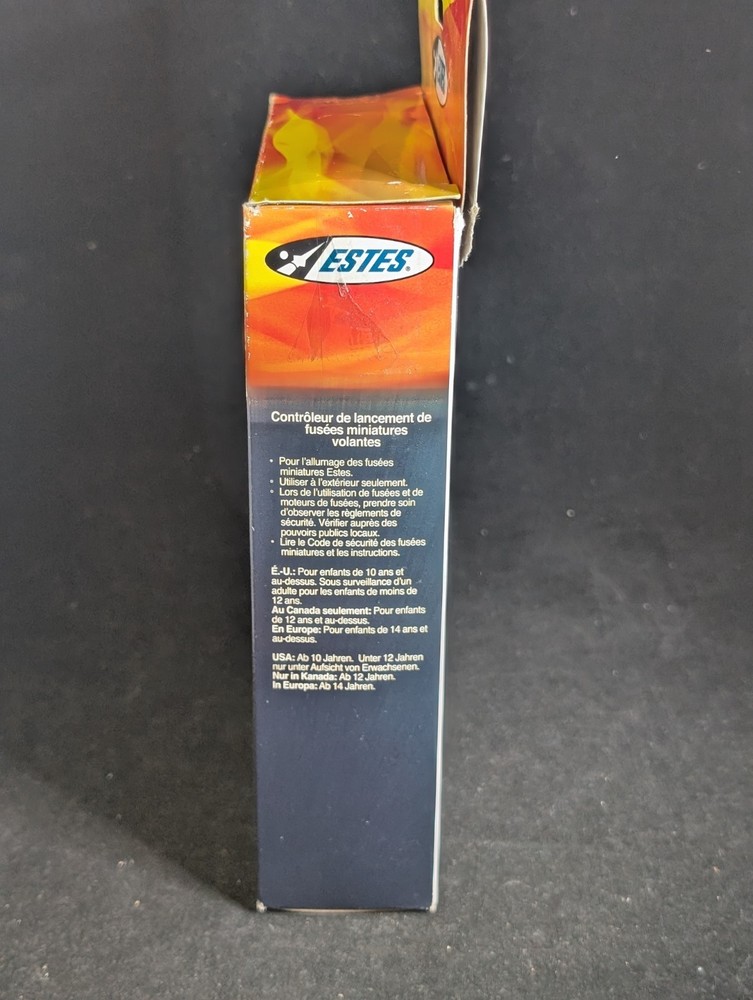 ESTES®
Contrôleur de lancement de
fusées miniatures
volantes
• Pour l'allumage des fusées
miniatures Estes.
• Utiliser à l'extérieur seulement.
• Lors de l'utilisation de fusées et de
moteurs de fusées, prendre soin
d'observer les règlements de
sécurité. Vérifier auprès des
pouvoirs publics locaux.
• Lire le Code de sécurité des fusées
miniatures et les instructions.
É.-U.: Pour enfants de 10 ans et
au-dessus. Sous surveillance d'un
adulte pour les enfants de moins de
12 ans.
Au Canada seulement: Pour enfants
de 12 ans et au-dessus.
En Europe: Pour enfants de 14 ans et
au-dessus.
USA: Ab 10 Jahren. Unter 12 Jahren
nur unter Aufsicht von Erwachsenen.
Nur in Kanada: Ab 12 Jahren.
In Europa: Ab 14 Jahren.